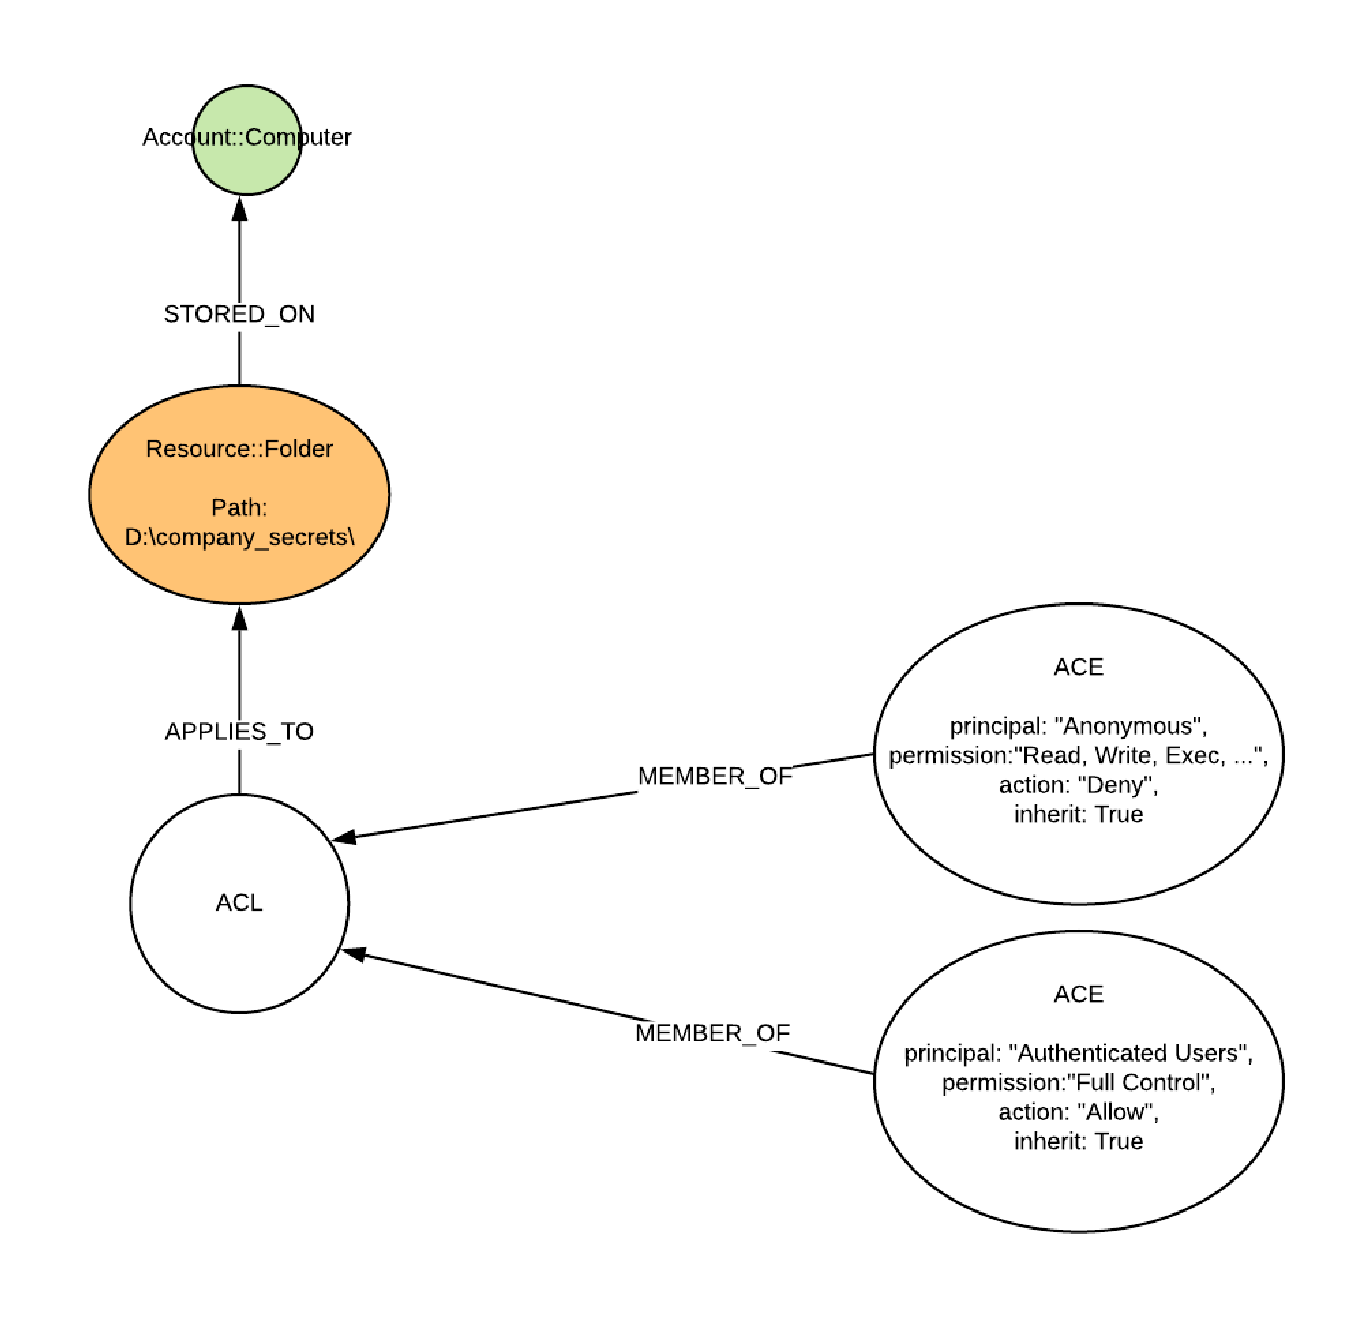 Account::Computer
STORED_ON
Resource::Folder
Path:
D:\company_secrets\
APPLIES_TO
ACL
MEMBER_OF
ACE
principal: "Anonymous",
permission:"Read, Write, Exec, ...",
action: "Deny",
inherit: True
MEMBER_OF
ACE
principal: "Authenticated Users",
permission:"Full Control",
action: "Allow",
inherit: True